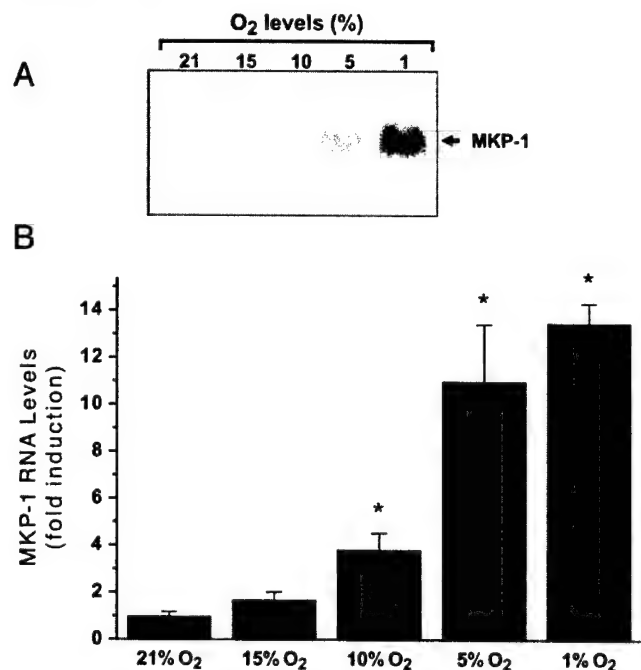 O2 levels (%)
A
21 15 10 5 1
MKP-1
B
MKP-1 RNA Levels
(fold induction)
14
12
10
8
6
4
2
0
*
*
*
21% O2 15% O2 10% O2 5% O2 1% O2